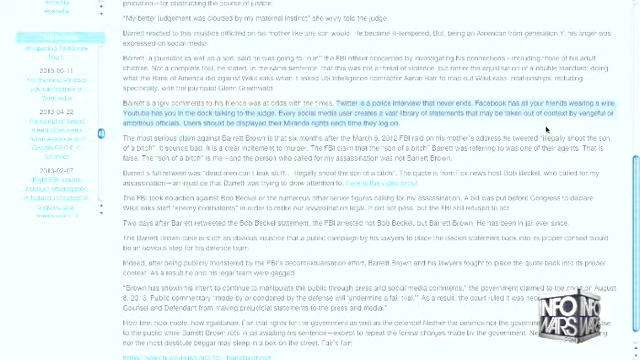 prosecution - for obstructing the course of justice.
"My better judgement was clouded by my maternal instinct" she wryly told the judge.
Barrett reacted to this injustice inflicted on his mother like any son would. He became ill-tempered. But, being an American from Generation Y, his anger was
expressed on social media.
Barrett, a journalist as well as a son, said he was going to "ruin" the FBI officer concerned by investigating his connections—including those of his adult
children. Not a complete fool, he stated, in the same sentence, that this was not a threat of violence, but rather the equalisation of a double standard: doing
what the Bank of America did against WikiLeaks when it asked US intelligence contractor Aaron Barr to map out WikiLeaks relationships, including,
specifically, with the journalist Glenn Greenwald.
Barrett's angry comments to his friends was at odds with the times. Twitter is a police interview that never ends. Facebook has all your friends wearing a wire.
Youtube has you in the dock talking to the judge. Every social media user creates a vast library of statements that may be taken out of context by vengeful or
ambitious officials. Users should be displayed their Miranda rights each time they log on.
The most serious claim against Barrett Brown is that six months after the March 6, 2012 FBI raid on his mother's address he tweeted "illegally shoot the son
of a bitch". It sounds bad. It is a clear incitement to murder. The FBI claim that the "son of a bitch" Barrett was referring to was one of their agents. That is
false. The "son of a bitch" is me—and the person who called for my assassination was not Barrett Brown.
Barrett's full retweet was "dead men can't leak stuff... illegally shoot the son of a bitch". The quote is from Fox news host Bob Beckel, who called for my
assassination—an injustice that Barrett was trying to draw attention to. Here is the video proof
The FBI took no action against Bob Beckel or the numerous other senior figures calling for my assassination. A bill was put before Congress to declare
WikiLeaks staff "enemy combatants" in order to make our assassination legal. It did not pass, but the FBI still refused to act.
Two days after Barrett retweeted the Beckel statement, the FBI arrested not Bob Beckel, but Barrett Brown. He has been in jail ever since.
The Barrett Brown case is such an obvious injustice that a public campaign by his lawyers to place the Beckel statement back into its proper context would
be an obvious step for his defence team.
Indeed, after being publicly monstered by the FBI's decontextualisation effort, Barrett Brown and his lawyers fought to place the quote back into its proper
context. As a result he and his legal team were gagged.
"Brown has shown his intent to continue to manipulate the public through press and social media comments," the government claimed to the court on August
8, 2013. Public commentary "made by or condoned by the defense will undermine a fair trial." As a result, the court ruled it was
Counsel and Defendant from making prejudicial statements to the press and media."
How fine, how noble, how egalitarian. Fair trial rights for the government as well as the defence! Neither the defence nor the
to the public while Barrett Brown rots in jail awaiting his sentence—except to repeat the formal charges made by the government.
nor the most destitute beggar may sleep in a box on the street. Fair's fair!
2013-06-11
2013-04-22
2013-02-07
INFO
WARS